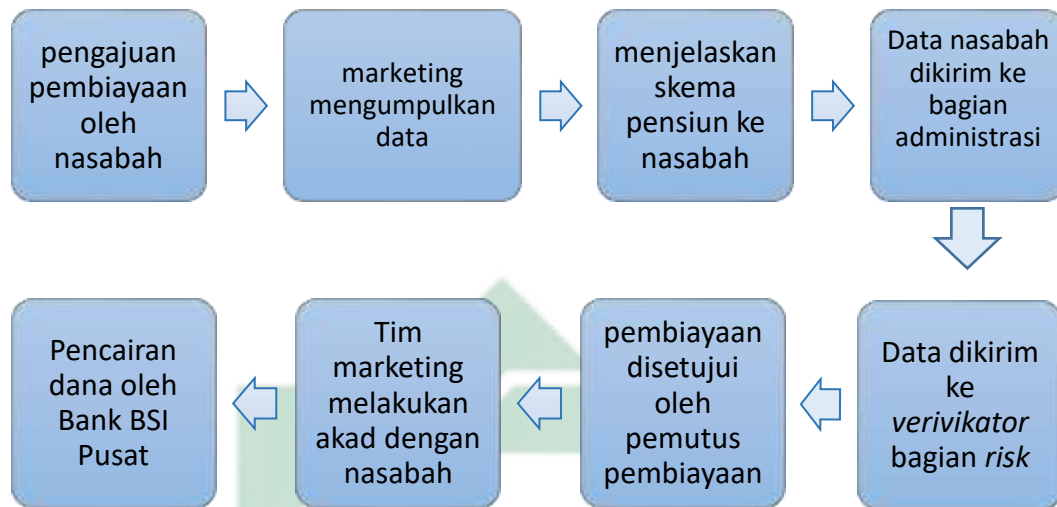 pengajuan
pembiayaan
oleh
nasabah
marketing
mengumpulkan
data
menjelaskan
skema
pensiun ke
nasabah
Data nasabah
dikirim ke
bagian
administrasi
Data dikirim
ke
verivikator
bagian risk
pembiayaan
disetujui
oleh
pemutus
pembiayaan
Tim
marketing
melakukan
akad dengan
nasabah
Pencairan
dana oleh
Bank BSI
Pusat